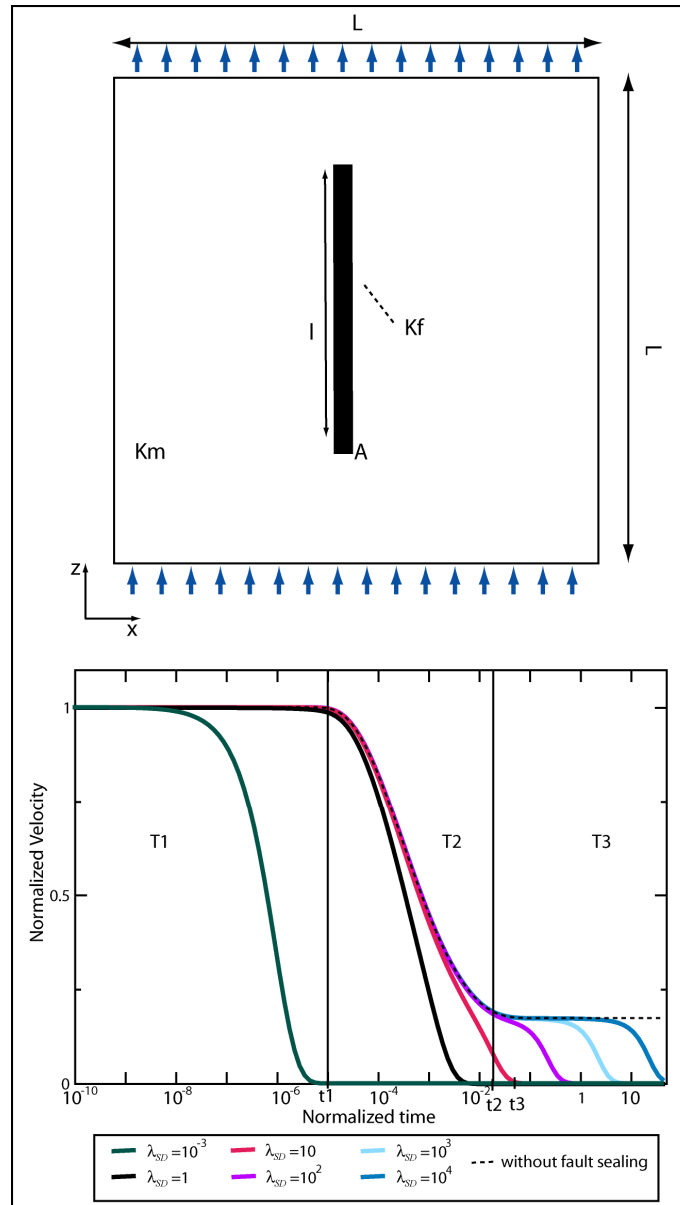 L
l
Kf
L
Km
A
z
x
Normalized Velocity
1
0.5
0
T1
T2
T3
10^-10
10^-8
10^-6
t1
10^-4
10^-2
t2
t3
1
10
Normalized time
λSD=10^-3
λSD=10
λSD=10^3
without fault sealing
λSD=1
λSD=10^2
λSD=10^4